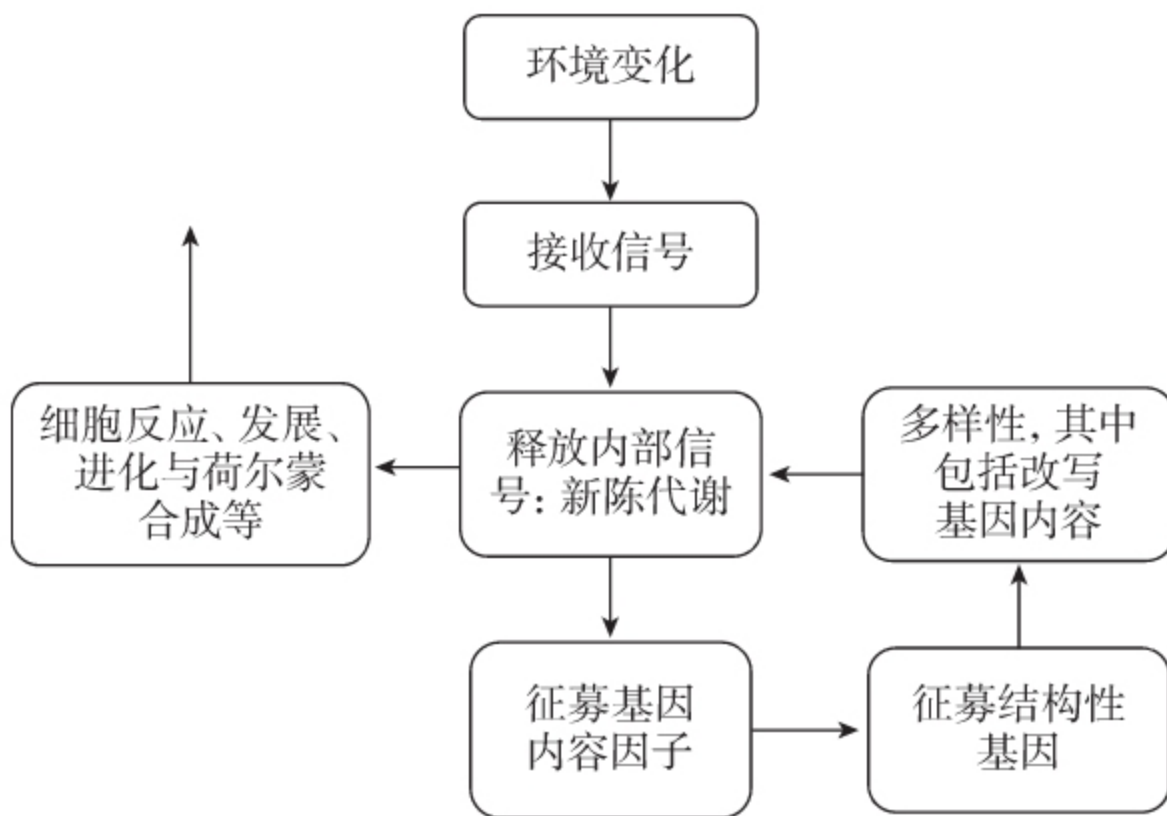 环境变化
接收信号
细胞反应、发展、
进化与荷尔蒙
合成等
释放内部信
号：新陈代谢
多样性，其中
包括改写
基因内容
征募基因
内容因子
征募结构性
基因